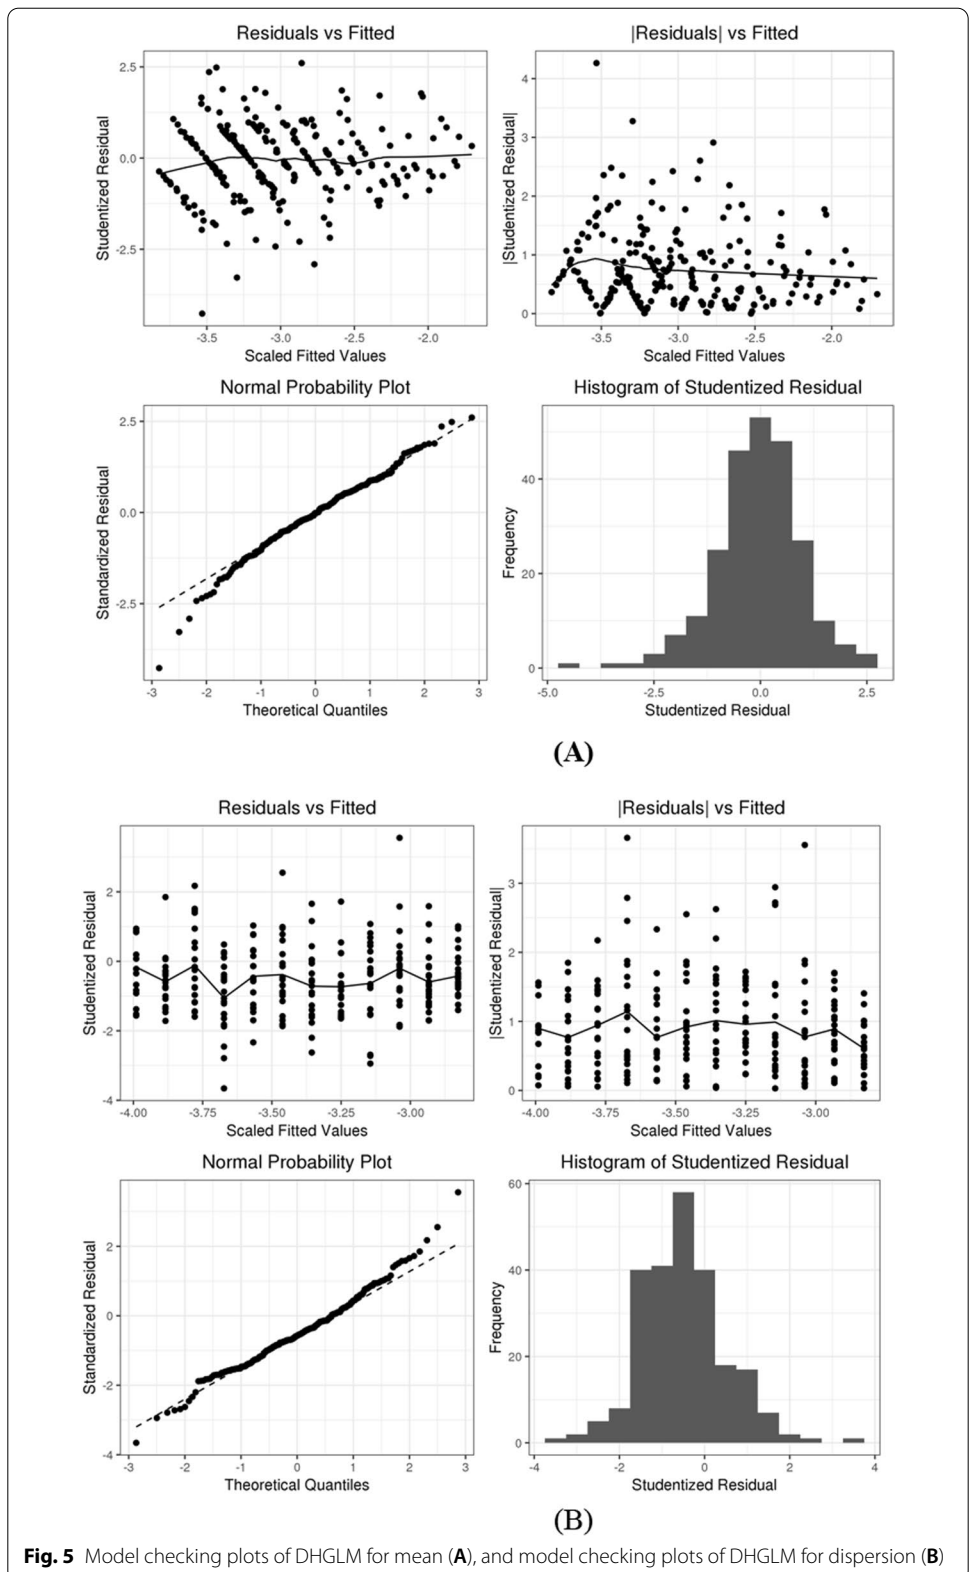 Residuals vs Fitted
Studentized Residual
2.5
0.0
-2.5
-3.5 -3.0 -2.5 -2.0
Scaled Fitted Values
|Residuals| vs Fitted
|Studentized Residual|
4
3
2
1
0
-3.5 -3.0 -2.5 -2.0
Scaled Fitted Values
Normal Probability Plot
Standardized Residual
2.5
0.0
-2.5
-3 -2 -1 0 1 2 3
Theoretical Quantiles
Histogram of Studentized Residual
Frequency
40
20
0
-5.0 -2.5 0.0 2.5
Studentized Residual
(A)
Residuals vs Fitted
Studentized Residual
2
0
-2
-4
-4.00 -3.75 -3.50 -3.25 -3.00
Scaled Fitted Values
|Residuals| vs Fitted
|Studentized Residual|
3
2
1
0
-4.00 -3.75 -3.50 -3.25 -3.00
Scaled Fitted Values
Normal Probability Plot
Standardized Residual
2
0
-2
-4
-3 -2 -1 0 1 2 3
Theoretical Quantiles
Histogram of Studentized Residual
Frequency
60
40
20
0
-4 -2 0 2 4
Studentized Residual
(B)
Fig. 5 Model checking plots of DHGLM for mean (A), and model checking plots of DHGLM for dispersion (B)